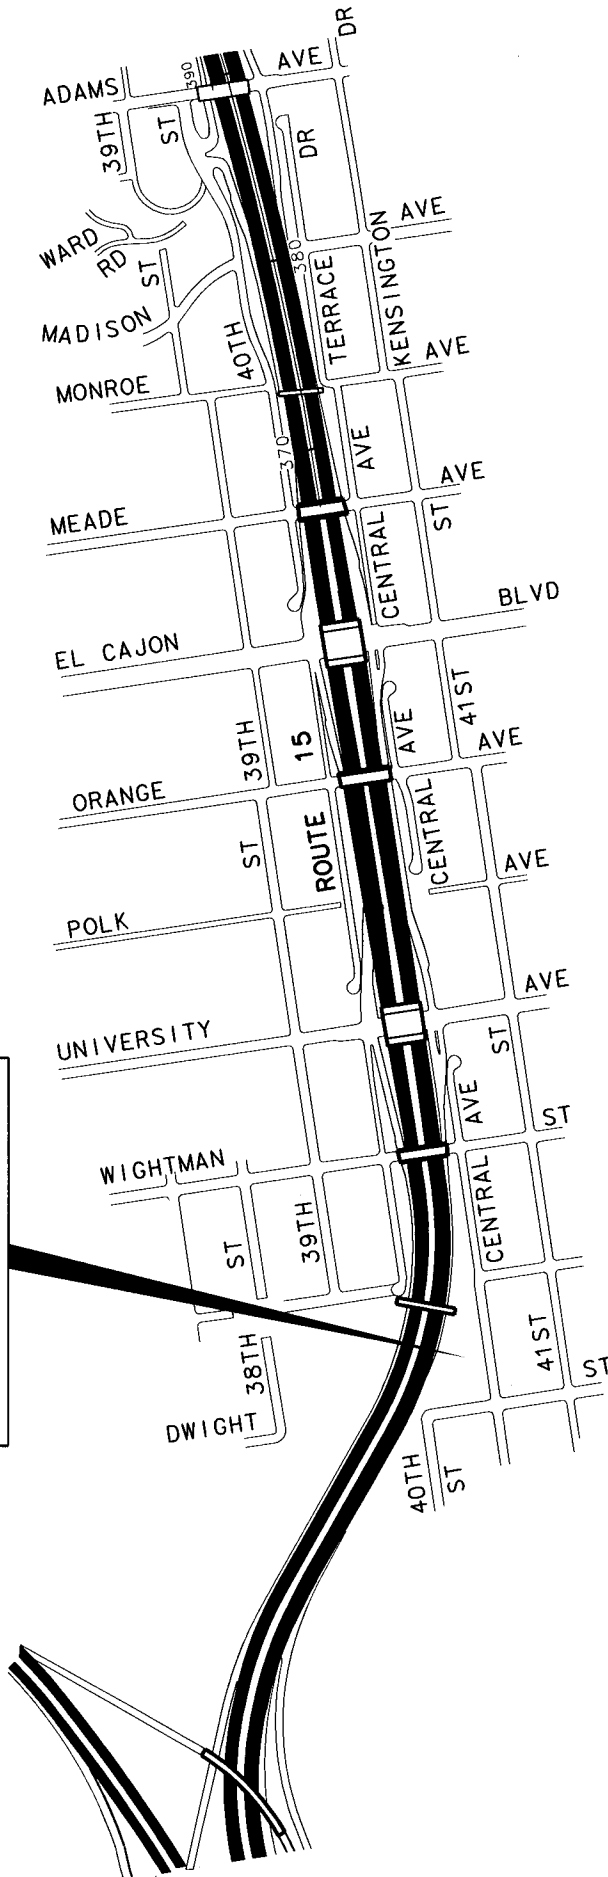 DR
AVE
ADAMS
390
39TH
ST
DR
AVE
WARD
RD
ST
380
TERRACE
KENSINGTON
MADISON
40TH
AVE
MONROE
370
AVE
AVE
MEADE
CENTRAL
ST
BLVD
EL CAJON
39TH
15
AVE
41ST
AVE
ORANGE
ST
ROUTE
CENTRAL
AVE
POLK
AVE
UNIVERSITY
ST
AVE
ST
WIGHTMAN
CENTRAL
ST
39TH
41ST
38TH
ST
DWIGHT
40TH
ST